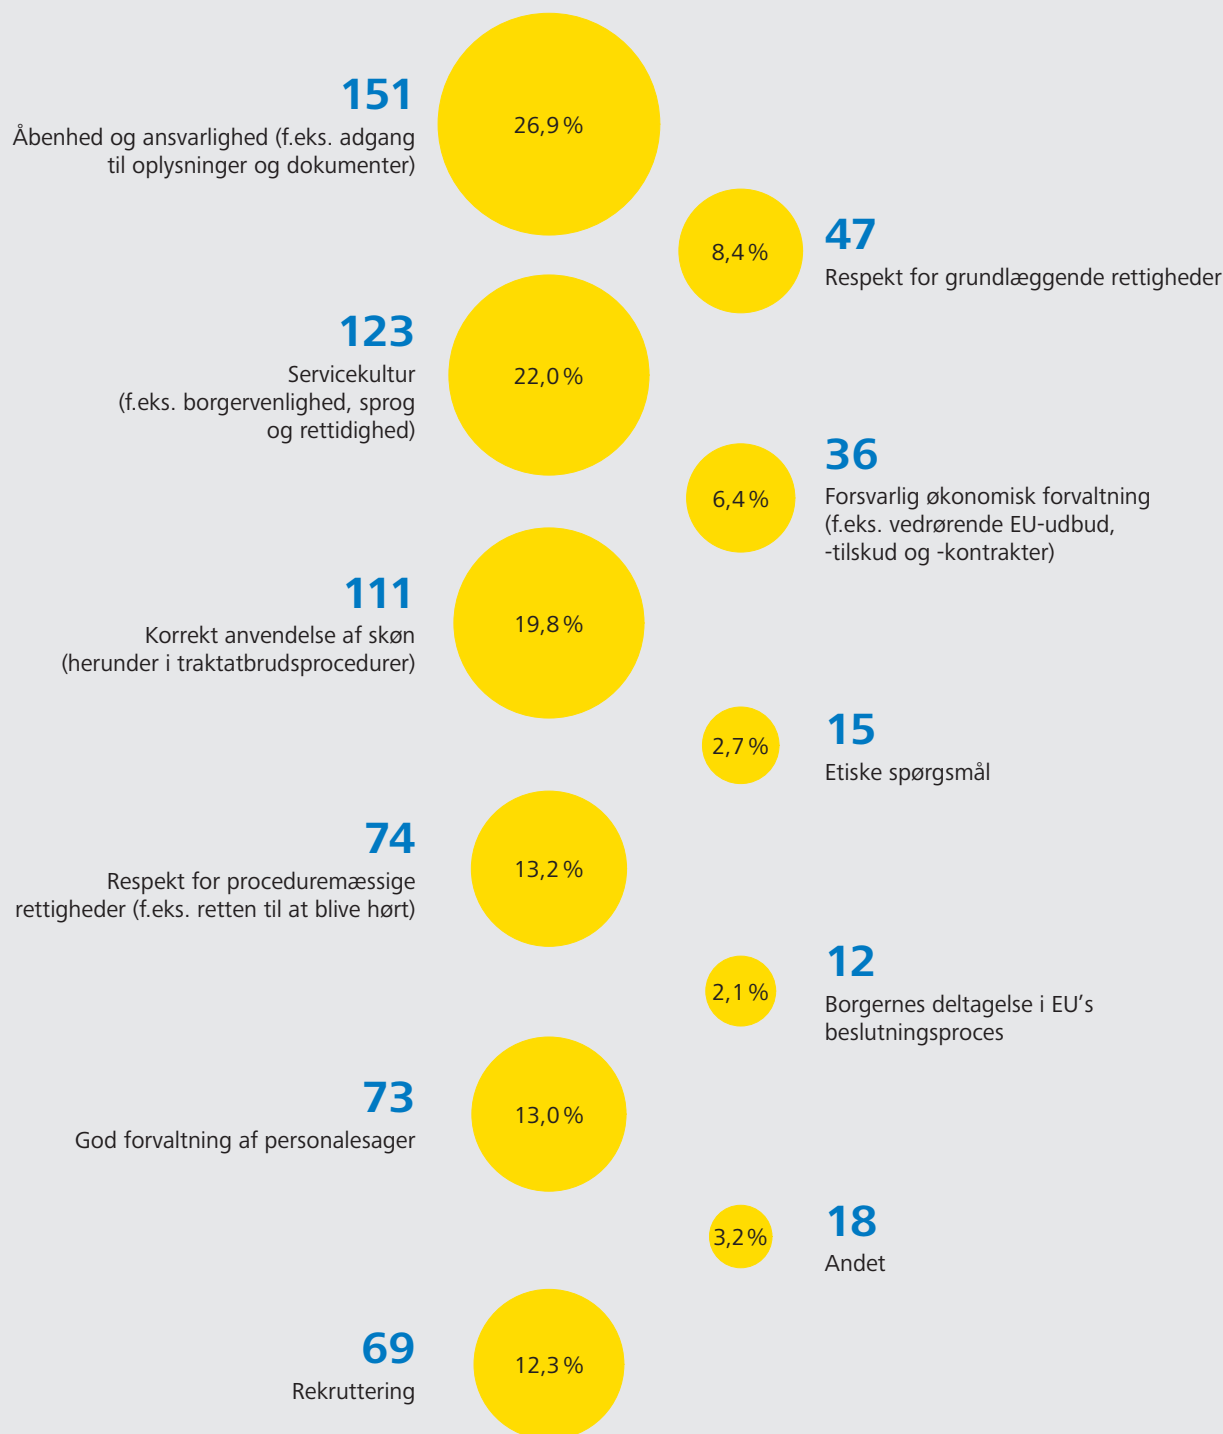 151
Åbenhed og ansvarlighed (f.eks. adgang
til oplysninger og dokumenter)
26,9 %
47
Respekt for grundlæggende rettigheder
8,4 %
123
Servicekultur
(f.eks. borgervenlighed, sprog
og rettidighed)
22,0 %
36
Forsvarlig økonomisk forvaltning
(f.eks. vedrørende EU-udbud,
-tilskud og -kontrakter)
6,4 %
111
Korrekt anvendelse af skøn
(herunder i traktatbrudsprocedurer)
19,8 %
15
Etiske spørgsmål
2,7 %
74
Respekt for proceduremæssige
rettigheder (f.eks. retten til at blive hørt)
13,2 %
12
Borgernes deltagelse i EU’s
beslutningsproces
2,1 %
73
God forvaltning af personalesager
13,0 %
18
Andet
3,2 %
69
Rekruttering
12,3 %